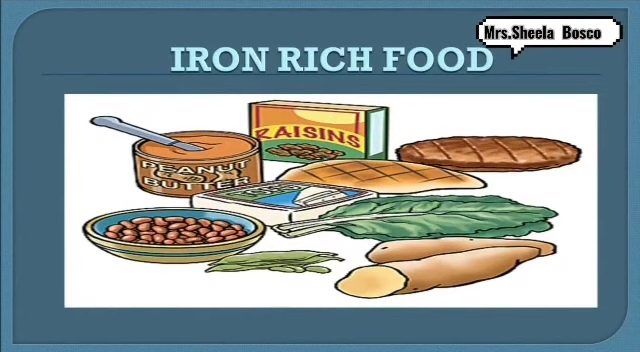 Mrs.Sheela Bosco
IRON RICH FOOD
RAISINS
PEANUT
BUTTER